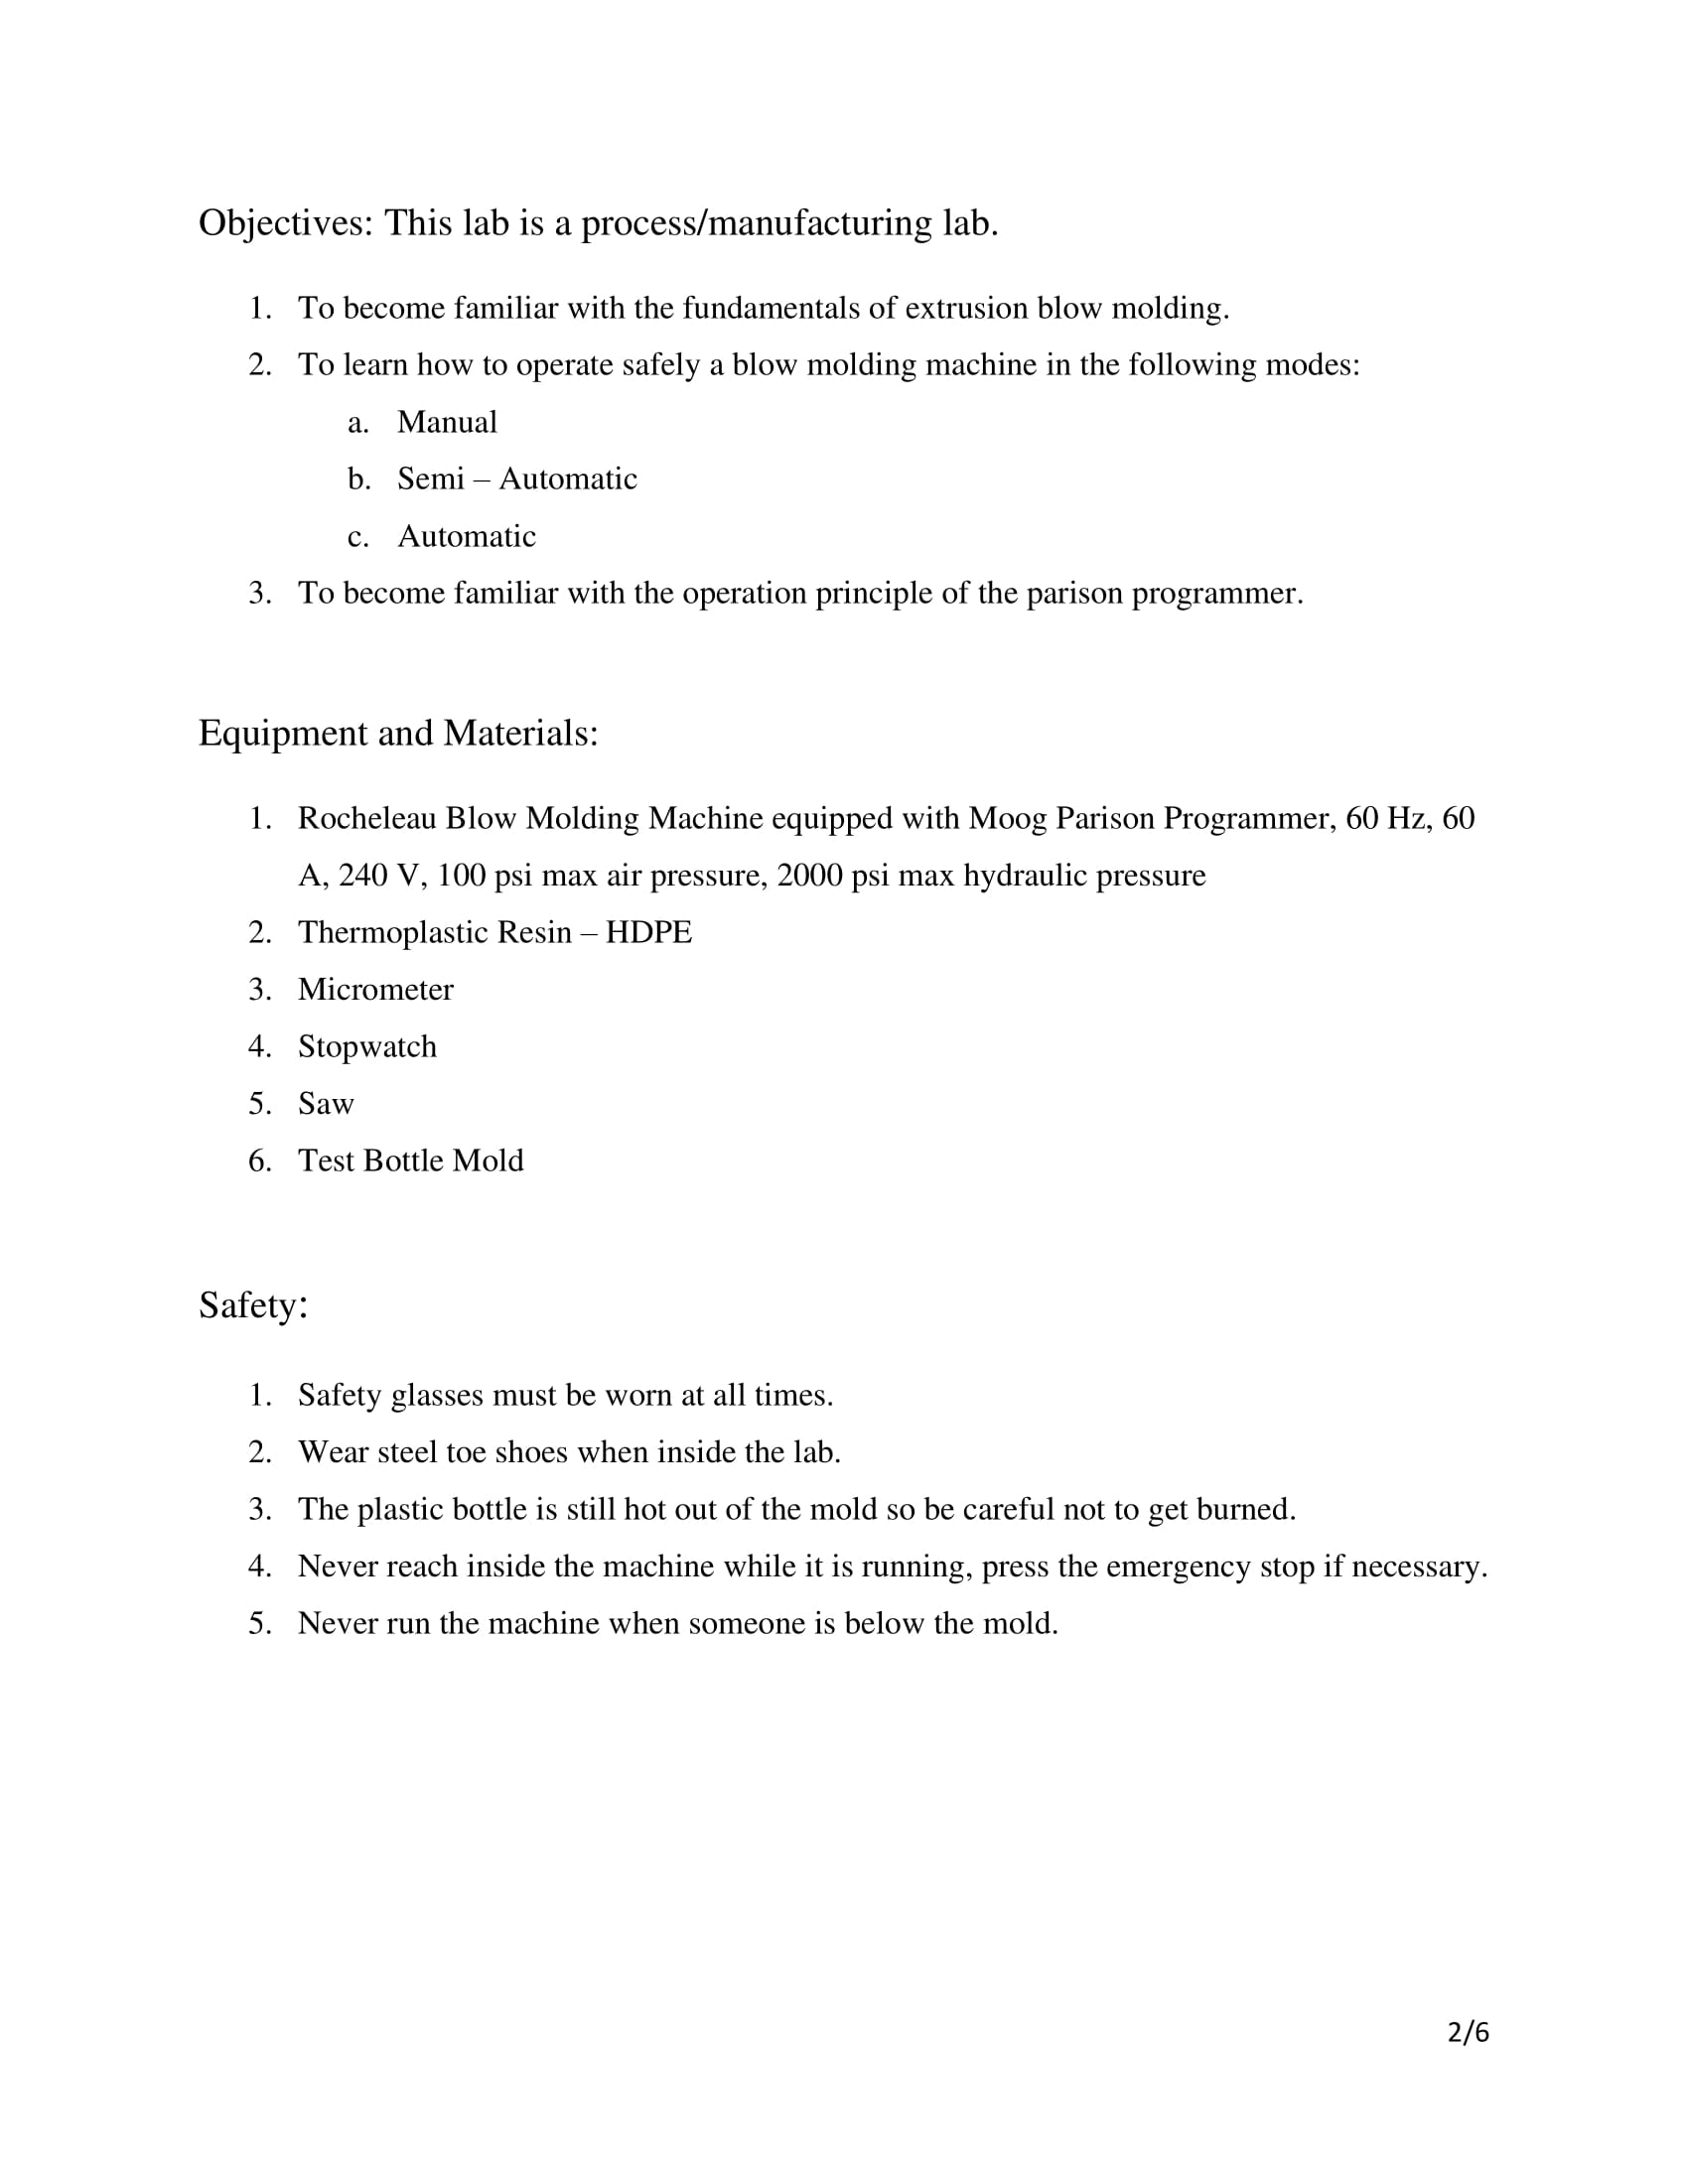 Objectives: This lab is a process/manufacturing lab.
1. To become familiar with the fundamentals of extrusion blow molding.
2. To learn how to operate safely a blow molding machine in the following modes:
a. Manual
b. Semi – Automatic
c. Automatic
3. To become familiar with the operation principle of the parison programmer.
Equipment and Materials:
1. Rocheleau Blow Molding Machine equipped with Moog Parison Programmer, 60 Hz, 60
A, 240 V, 100 psi max air pressure, 2000 psi max hydraulic pressure
2. Thermoplastic Resin – HDPE
3. Micrometer
4. Stopwatch
5. Saw
6. Test Bottle Mold
Safety:
1. Safety glasses must be worn at all times.
2. Wear steel toe shoes when inside the lab.
3. The plastic bottle is still hot out of the mold so be careful not to get burned.
4. Never reach inside the machine while it is running, press the emergency stop if necessary.
5. Never run the machine when someone is below the mold.
2/6